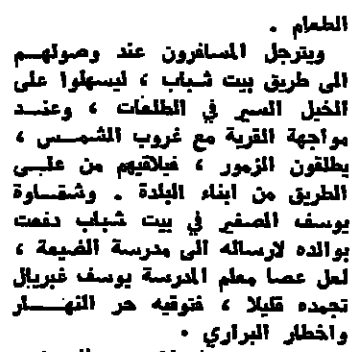 الطعام .
ويترجل المسافرون عند وصولهم
الى طريق بيت شباب ، ليسهلوا على
الخيل السير في الطلعات ، وعند
مواجهة القرية مع غروب الشمس ،
يطلقون الزمور ، فيلاقيهم من على
الطريق من ابناء البلدة . وشقاوة
يوسف الصغير في بيت شباب دفعت
بوالده لارساله الى مدرسة الضيعة ،
لعل عصا معلم المدرسة يوسف غبريال
تجمده قليلا ، فتوقيه حر النهار
واخطار البراري .